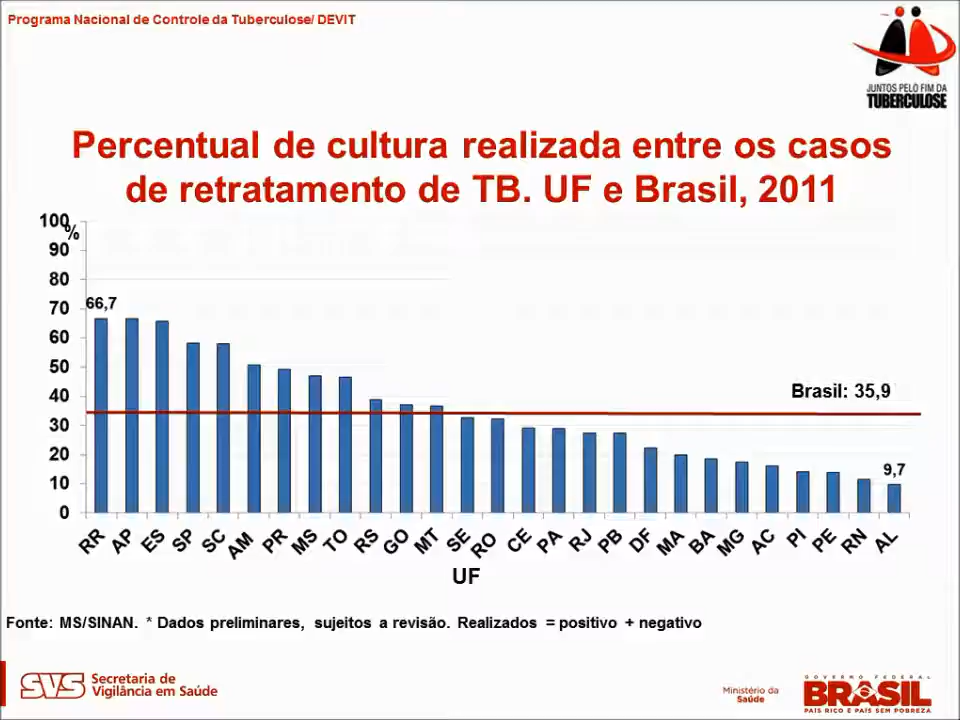 Programa Nacional de Controle da Tuberculose/ DEVIT
JUNTOS PELO FIM DA
TUBERCULOSE
Percentual de cultura realizada entre os casos
de retratamento de TB. UF e Brasil, 2011
100
%
90
80
70
60
50
40
30
20
10
0
66,7
Brasil: 35,9
9,7
RR AP ES SP SC AM PR MS TO RS GO MT SE RO CE PA RJ PB DF MA BA MG AC PI PE RN AL
UF
Fonte: MS/SINAN. * Dados preliminares, sujeitos a revisão. Realizados = positivo + negativo
SVS Secretaria de
Vigilância em Saúde
Ministério da
Saúde
GOVERNO FEDERAL
BRASIL
PAÍS RICO E PAÍS SEM POBREZA